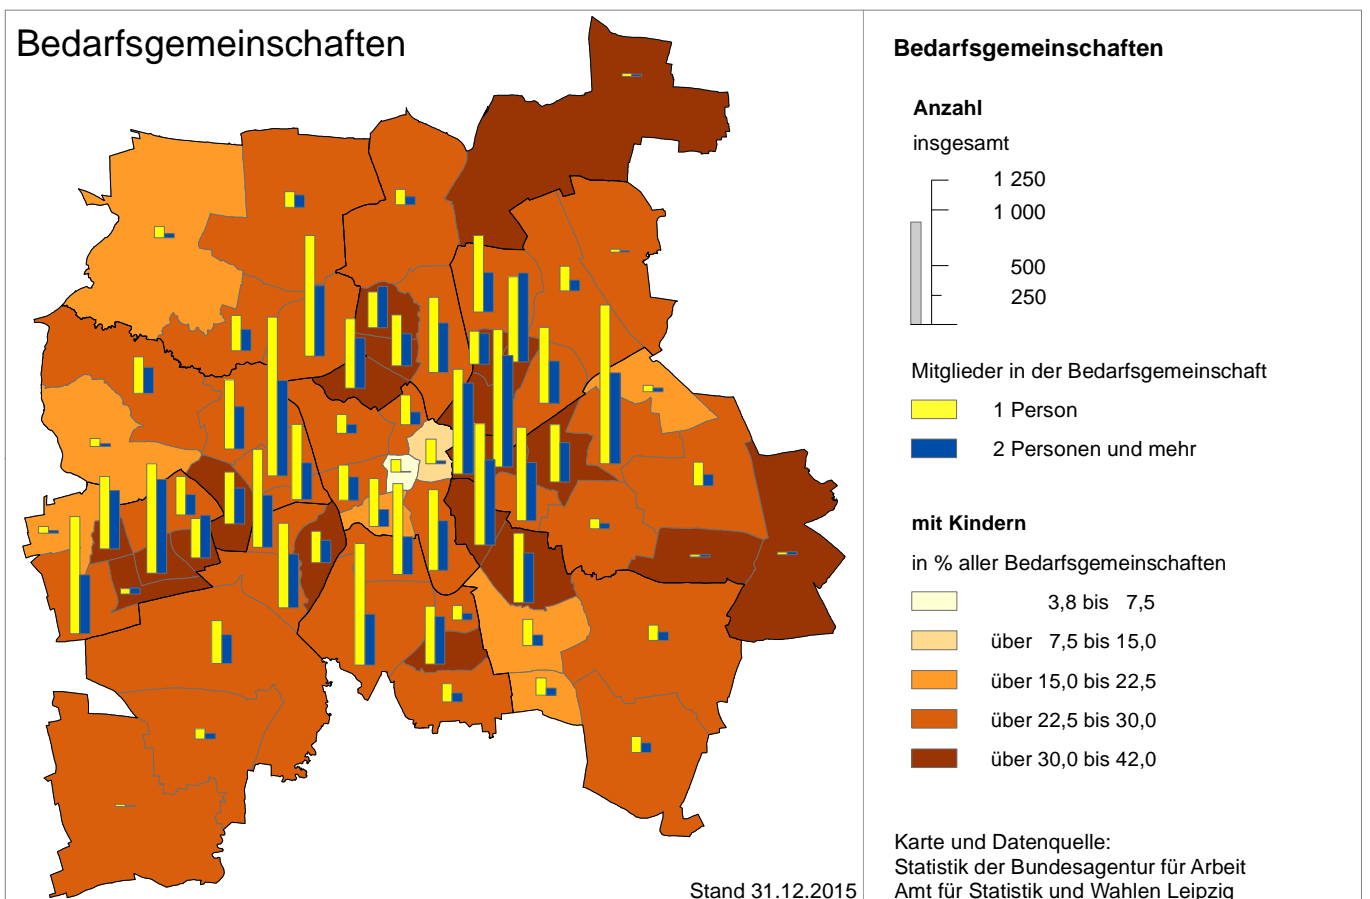 Bedarfsgemeinschaften
Stand 31.12.2015
Bedarfsgemeinschaften
Anzahl
insgesamt
1 250
1 000
500
250
Mitglieder in der Bedarfsgemeinschaft
1 Person
2 Personen und mehr
mit Kindern
in % aller Bedarfsgemeinschaften
3,8 bis 7,5
über 7,5 bis 15,0
über 15,0 bis 22,5
über 22,5 bis 30,0
über 30,0 bis 42,0
Karte und Datenquelle:
Statistik der Bundesagentur für Arbeit
Amt für Statistik und Wahlen Leipzig